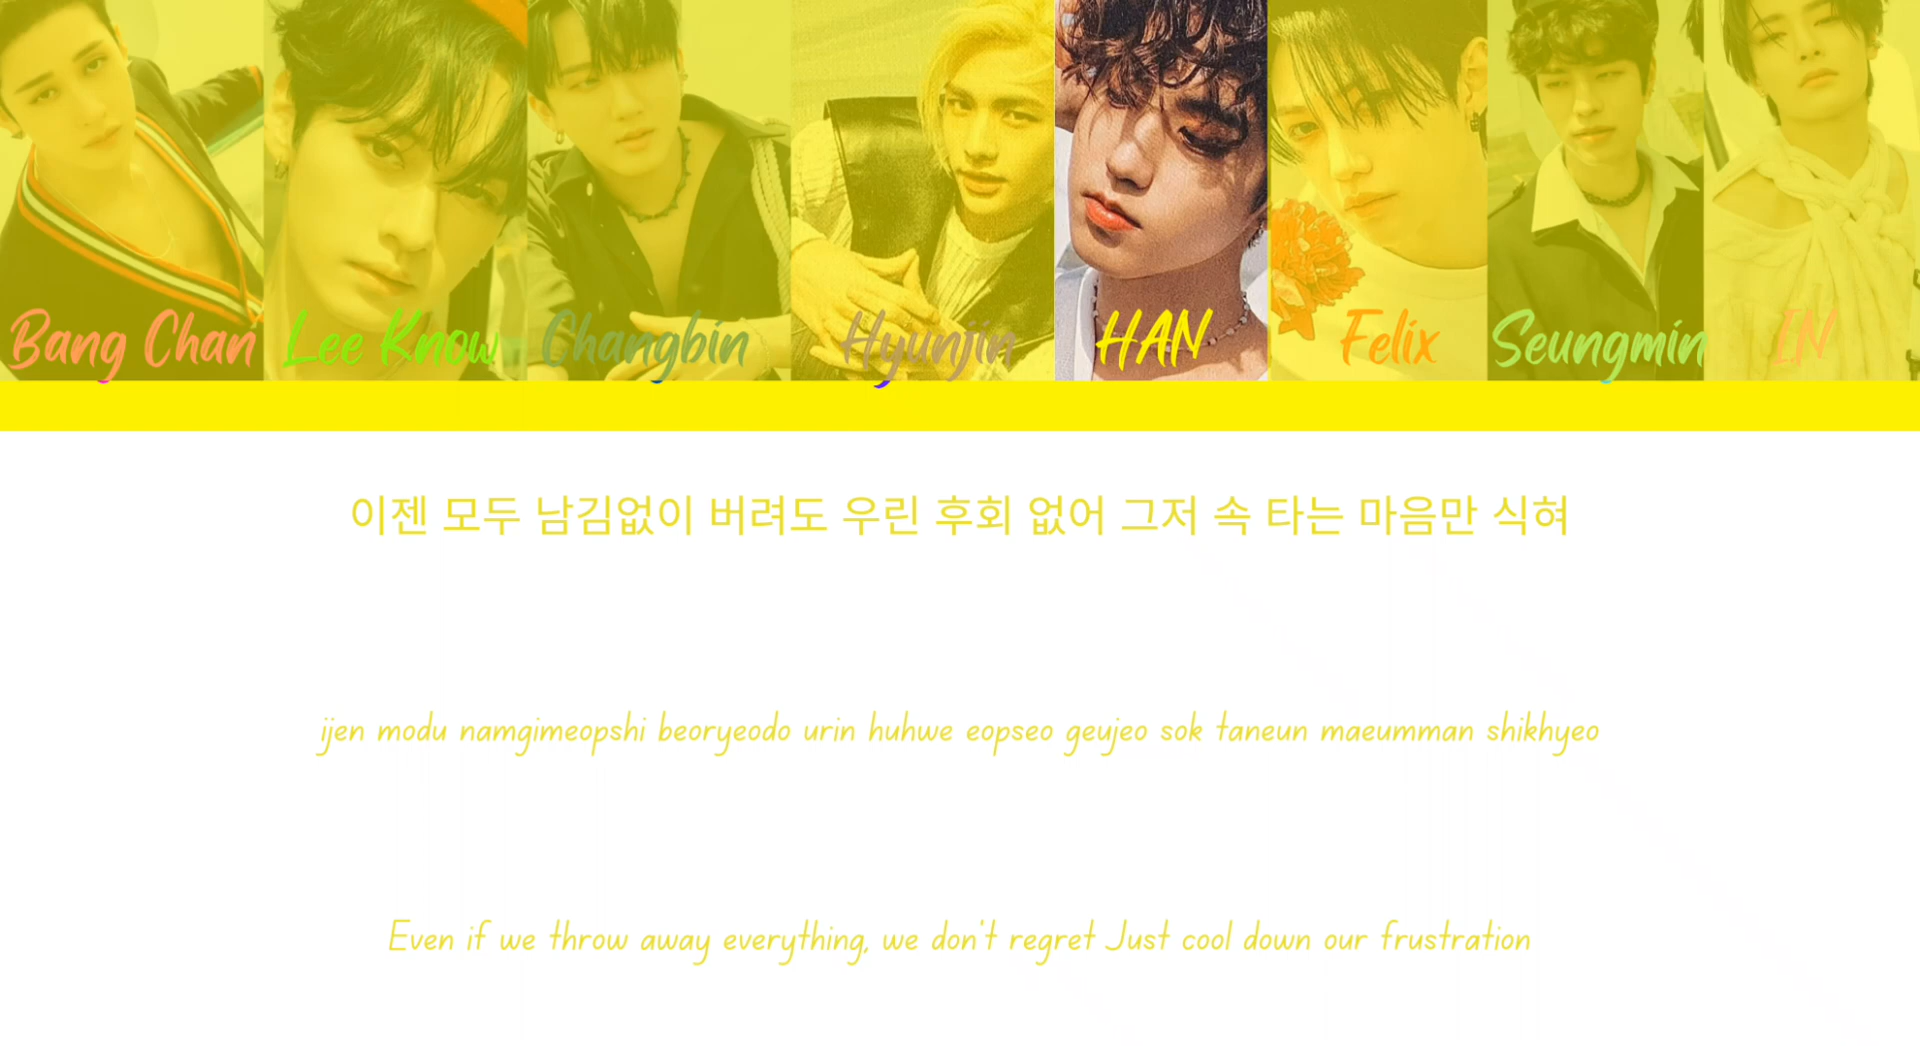 Bang Chan Lee Know Changbin Hyunjin HAN Felix Seungmin IN
이젠 모두 남김없이 버려도 우린 후회 없어 그저 속 타는 마음만 식혀
ijen modu namgimeopshi beoryeodo urin huhwe eopseo geujeo sok taneun maeumman shikhyeo
Even if we throw away everything, we don't regret Just cool down our frustration